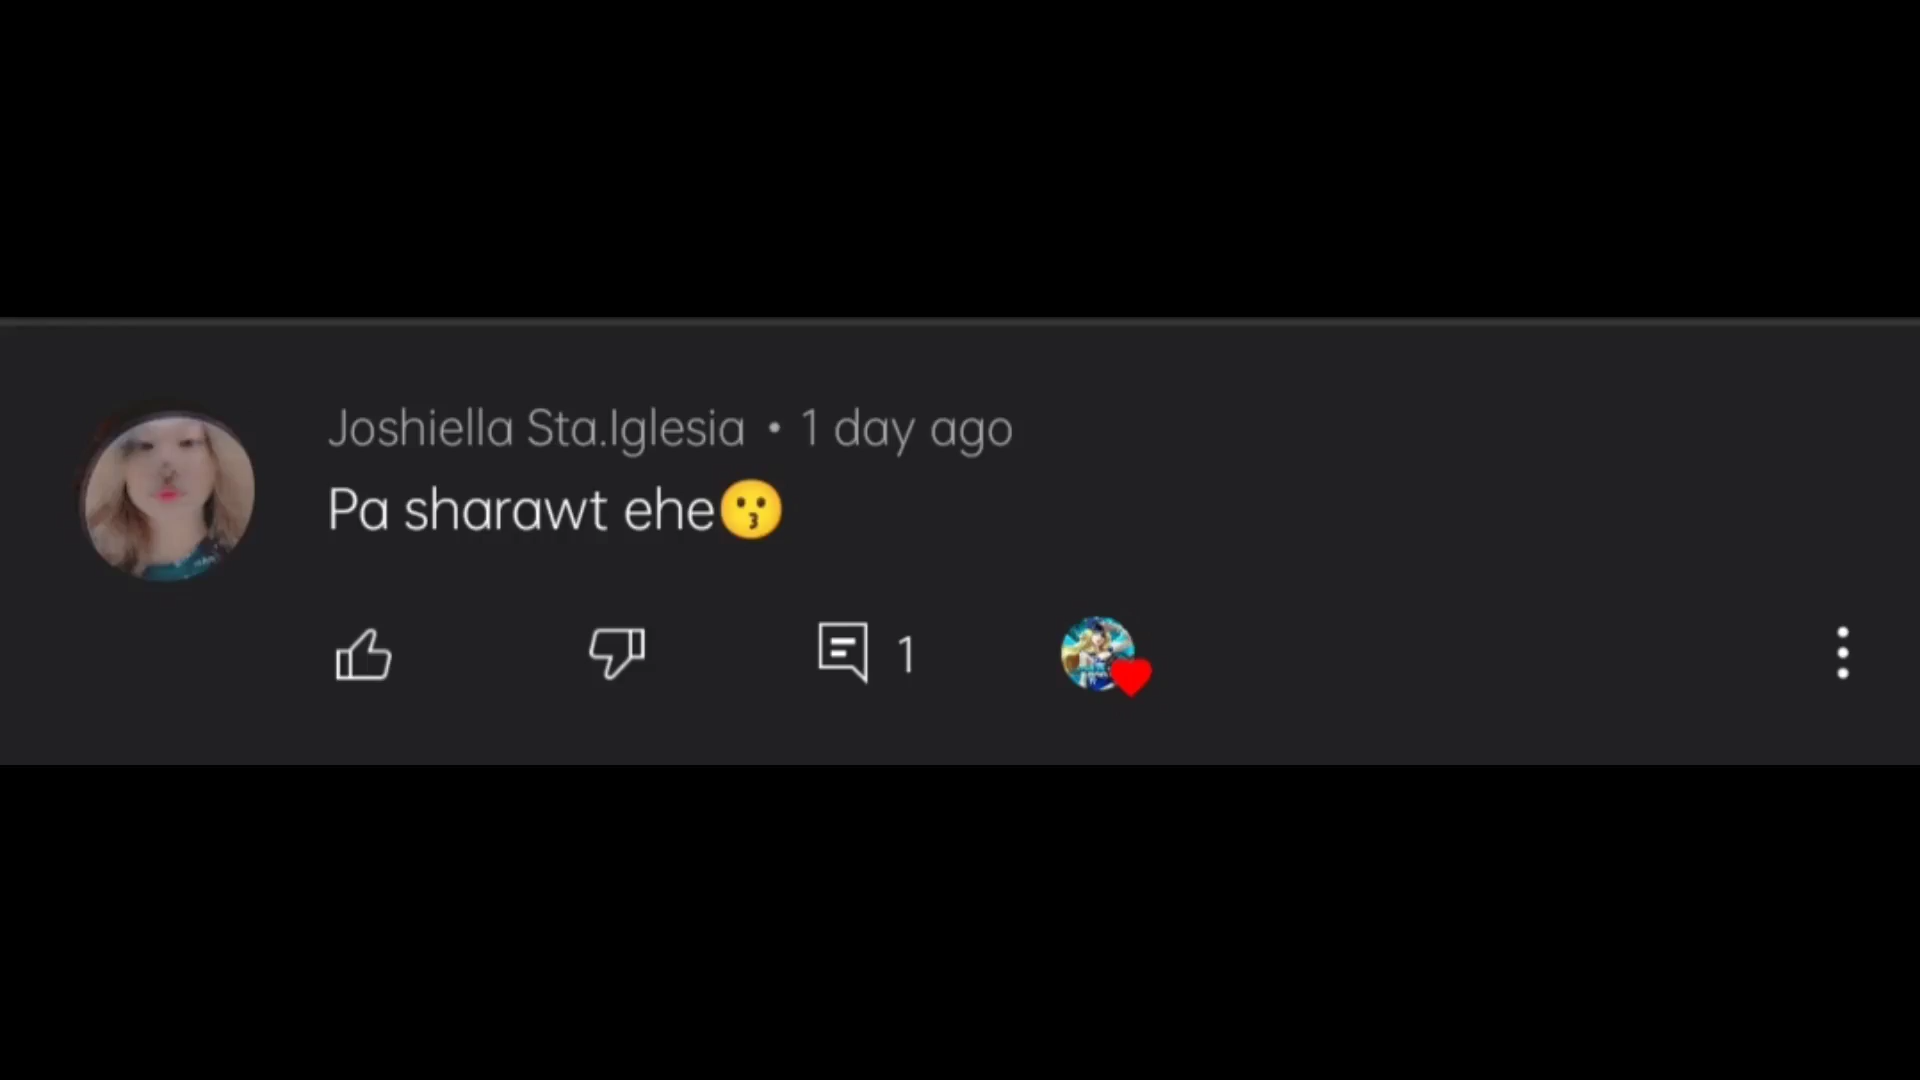 Joshiella Sta.Iglesia • 1 day ago
Pa sharawt ehe😗
1